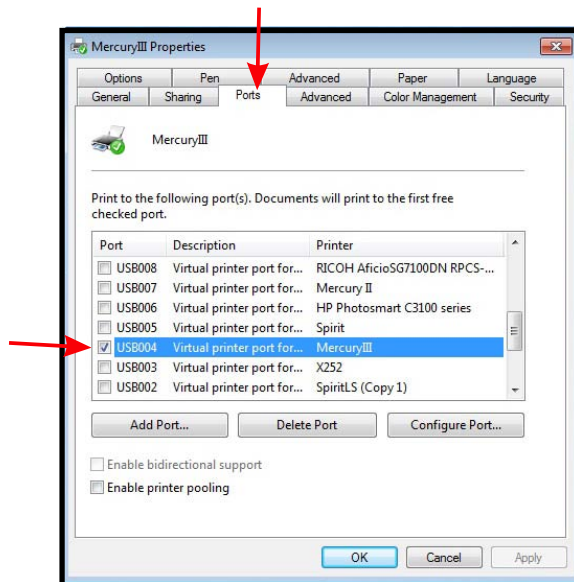 MercuryIII Properties
Options Pen Advanced Paper Language
General Sharing Ports Advanced Color Management Security
MercuryIII
Print to the following port(s). Documents will print to the first free
checked port.
Port Description Printer
USB008 Virtual printer port for... RICOH AficioSG7100DN RPCS-...
USB007 Virtual printer port for... Mercury II
USB006 Virtual printer port for... HP Photosmart C3100 series
USB005 Virtual printer port for... Spirit
USB004 Virtual printer port for... MercuryIII
USB003 Virtual printer port for... X252
USB002 Virtual printer port for... SpiritLS (Copy 1)
Add Port... Delete Port Configure Port...
Enable bidirectional support
Enable printer pooling
OK Cancel Apply